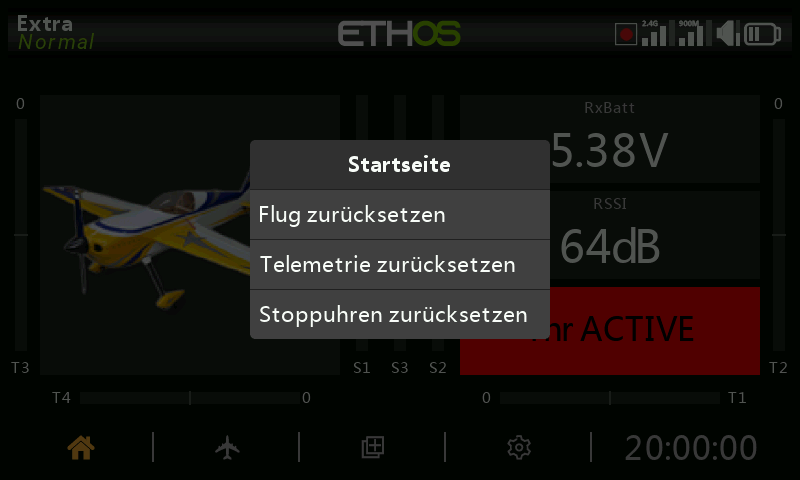 Extra
Normal
ETHOS
2.4G
900M
0
RxBatt
0
5.38V
Startseite
Flug zurücksetzen
RSSI
64dB
Telemetrie zurücksetzen
Stoppuhren zurücksetzen
ACTIVE
T3
S1
S3
S2
T2
T4
0
0
T1
20:00:00